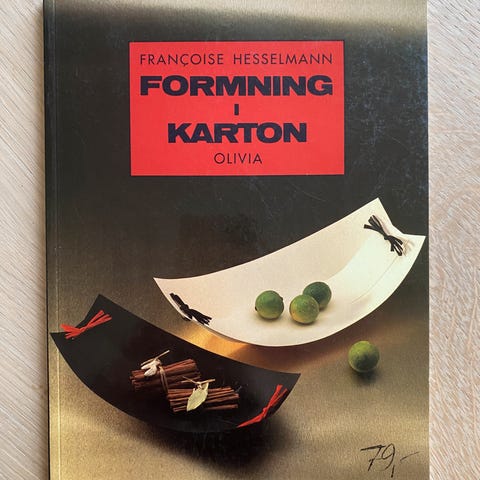 FRANÇOISE HESSELMANN
FORMNING
I
KARTON
OLIVIA
79,-